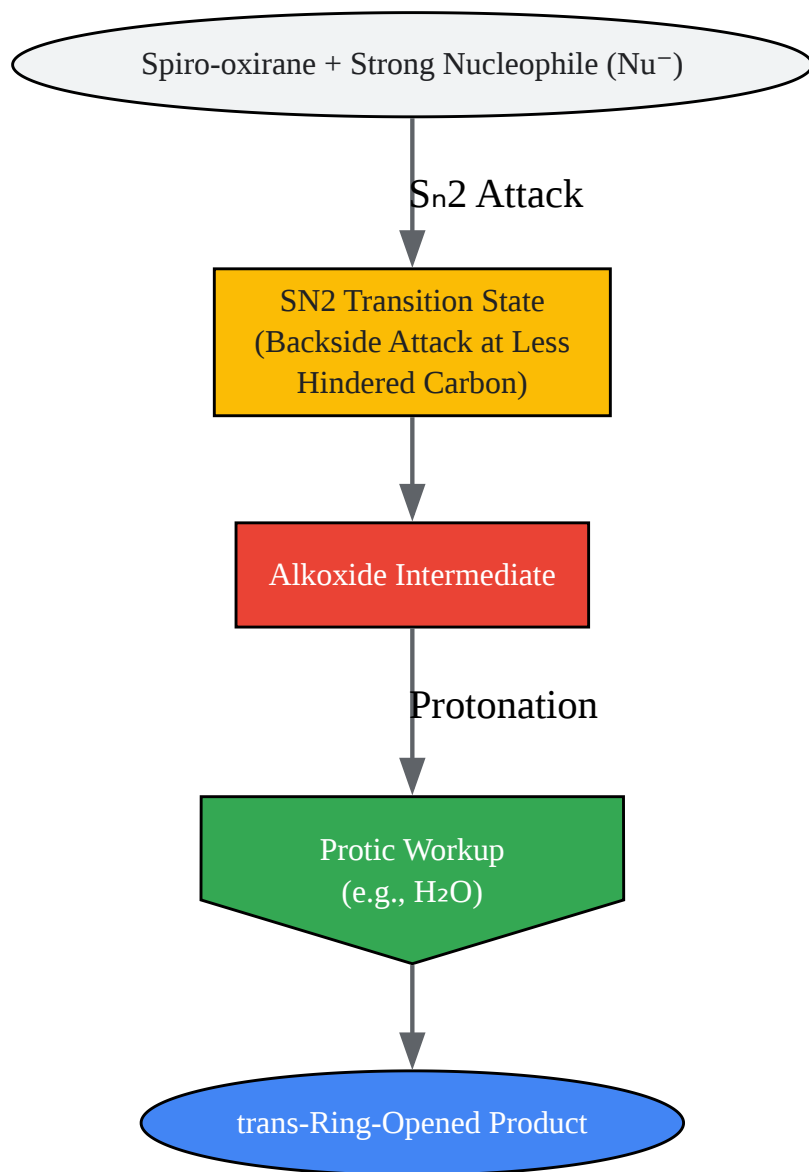 Spiro-oxirane + Strong Nucleophile (Nu⁻)
Sₙ2 Attack
SN2 Transition State
(Backside Attack at Less
Hindered Carbon)
Alkoxide Intermediate
Protonation
Protic Workup
(e.g., H₂O)
trans-Ring-Opened Product